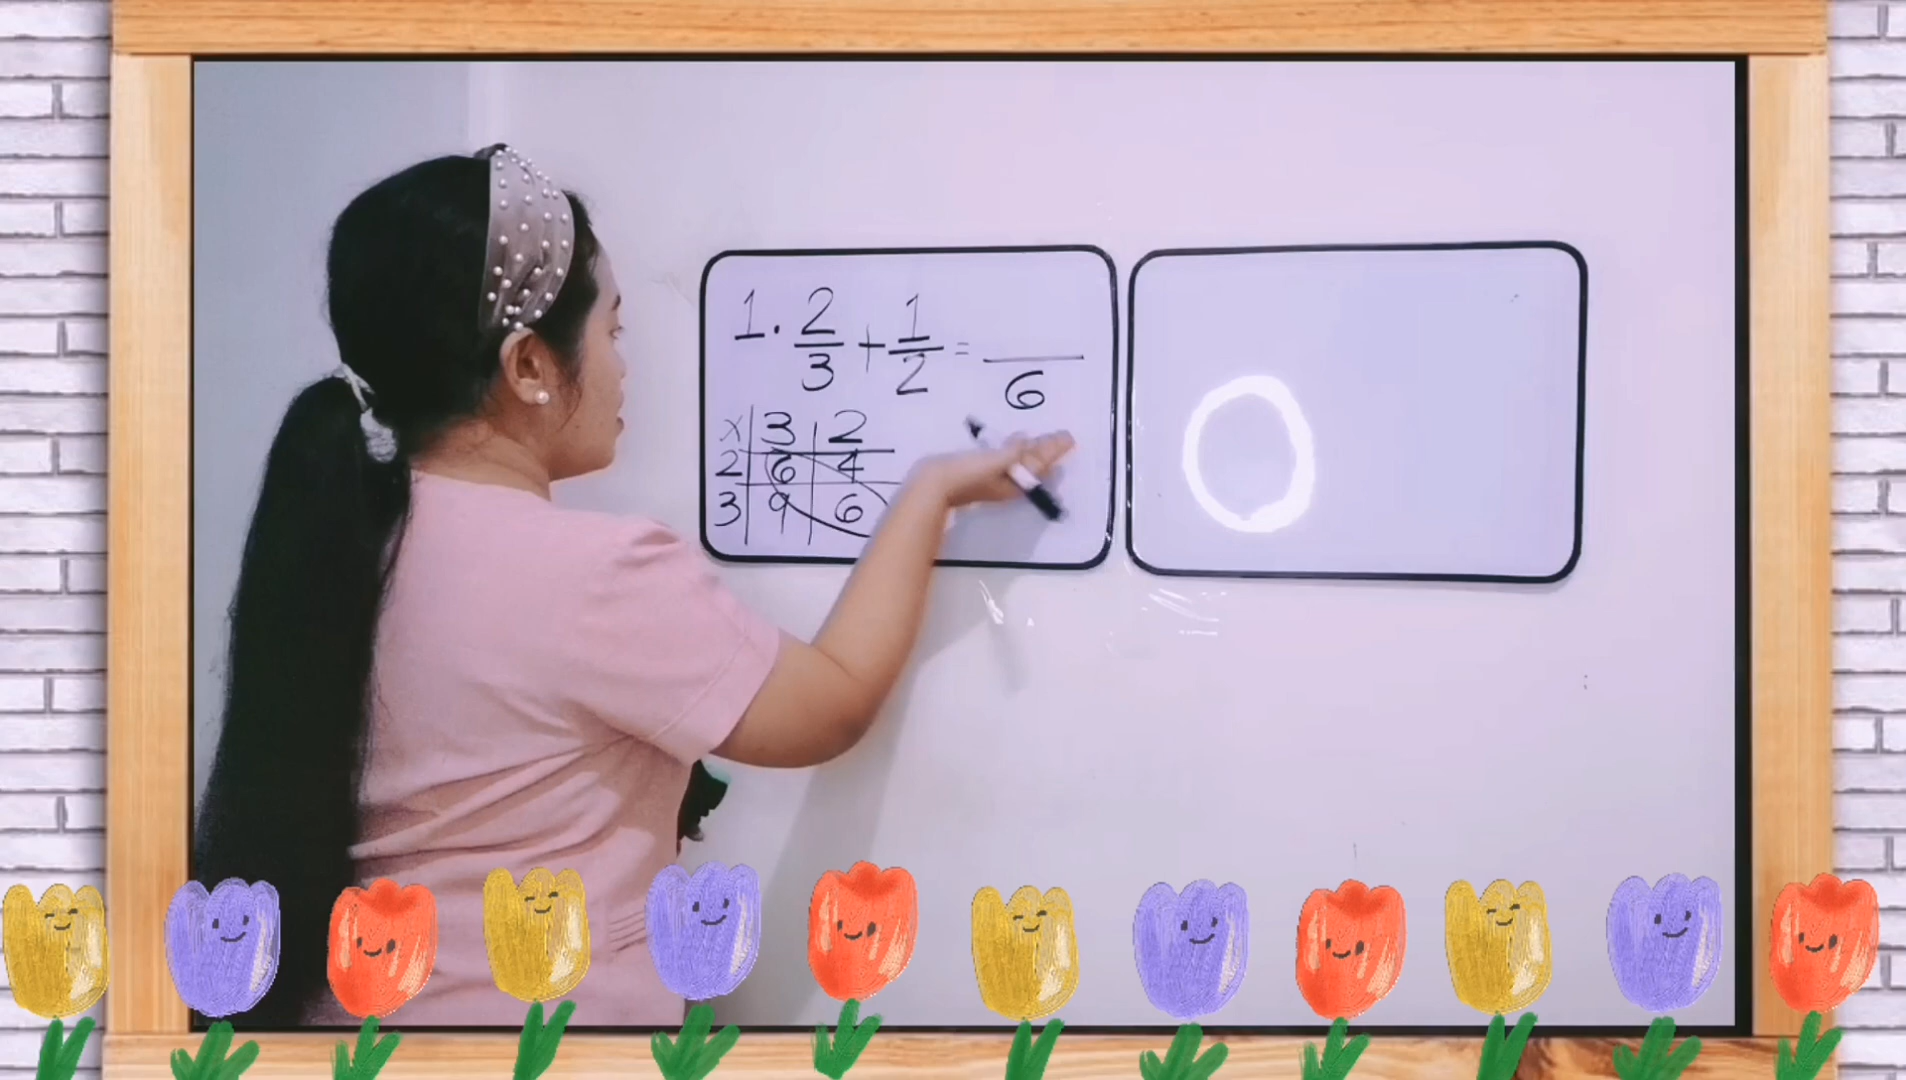 1. 2/3 + 1/2 = __/6
x 3 2
2 6 4
3 9 6